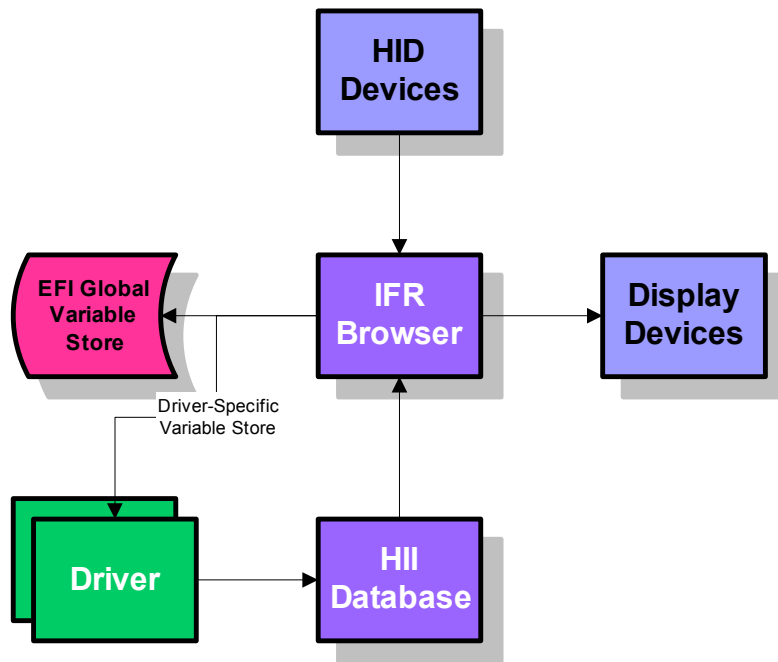 HID
Devices
EFI Global
Variable
Store
IFR
Browser
Display
Devices
Driver-Specific
Variable Store
Driver
HII
Database